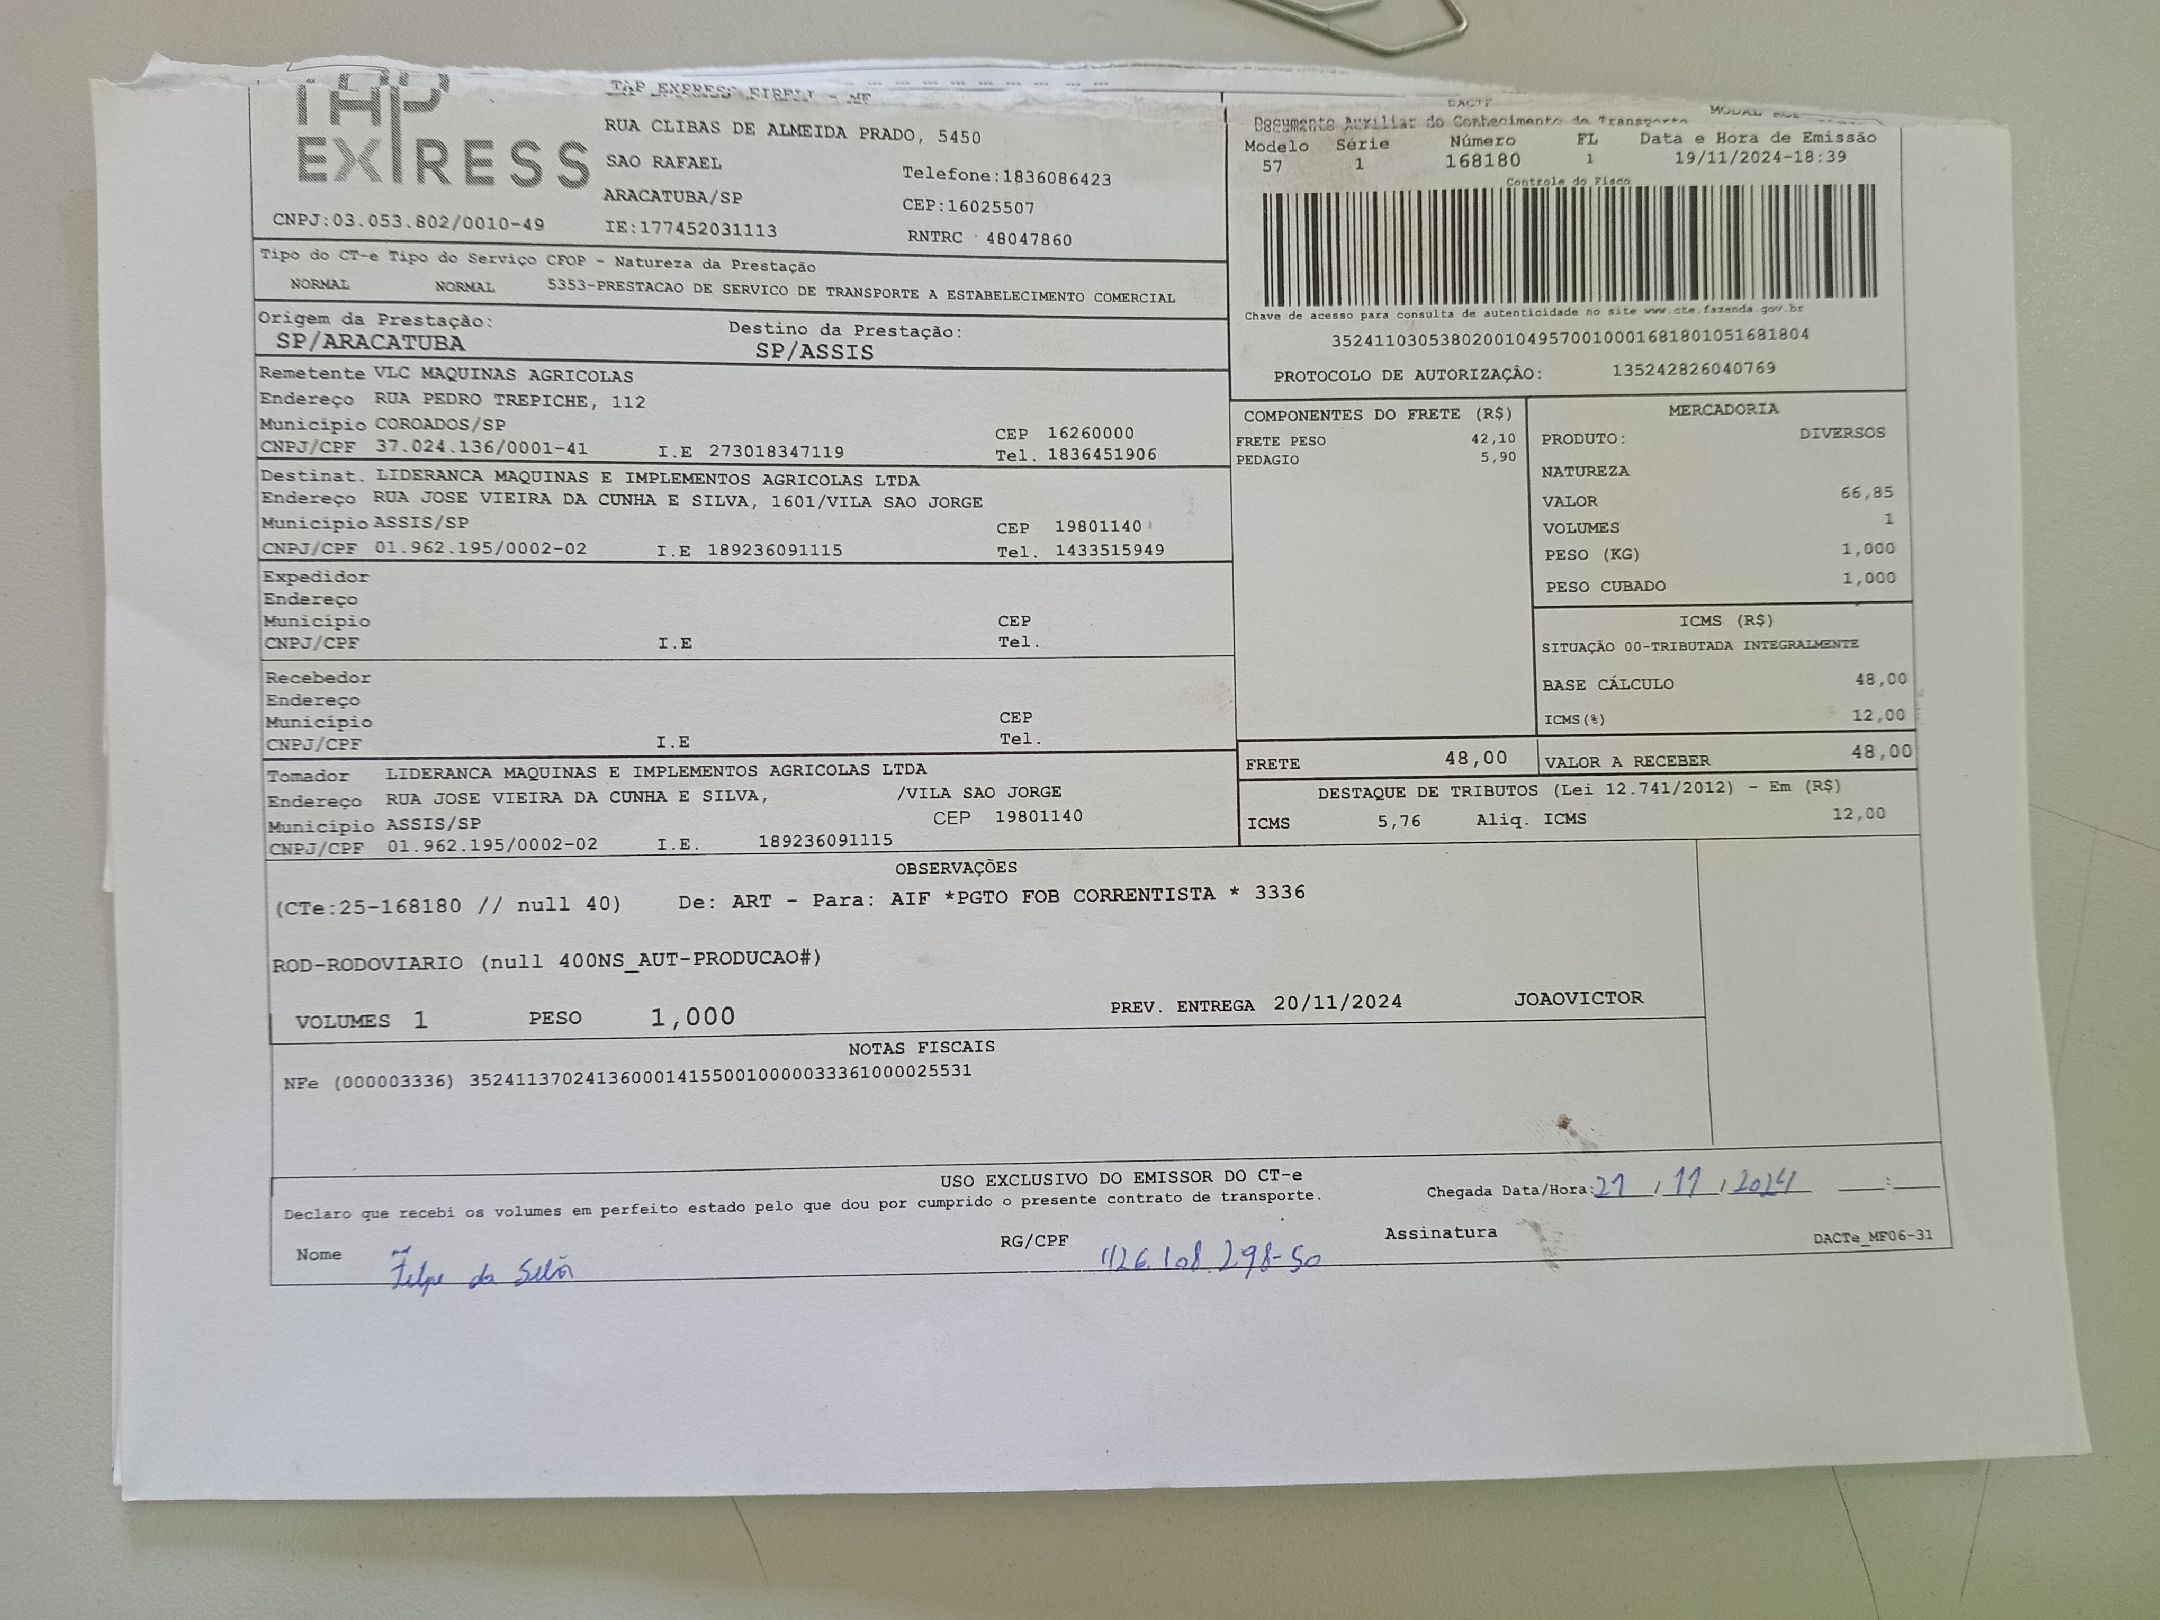 TAP
EXPRESS
CNPJ:03.053.802/0010-49
TAP EXPRESS EIRELI - ME
RUA CLIBAS DE ALMEIDA PRADO, 5450
SAO RAFAEL
Telefone:1836086423
ARACATUBA/SP
CEP:16025507
IE:177452031113
RNTRC 48047860
DACTE
Documento Auxiliar do Conhecimento de Transporte
MODAL
Modelo Série Número FL Data e Hora de Emissão
57 1 168180 1 19/11/2024-18:39
Controle do Fisco
Chave de acesso para consulta de autenticidade no site www.cte.fazenda.gov.br
35241103053802001049570010001681801051681804
PROTOCOLO DE AUTORIZAÇÂO: 135242826040769
Tipo do CT-e Tipo do Serviço CFOP - Natureza da Prestação
NORMAL NORMAL 5353-PRESTACAO DE SERVICO DE TRANSPORTE A ESTABELECIMENTO COMERCIAL
Origem da Prestação: Destino da Prestação:
SP/ARACATUBA SP/ASSIS
Remetente VLC MAQUINAS AGRICOLAS
Endereço RUA PEDRO TREPICHE, 112
Município COROADOS/SP CEP 16260000
CNPJ/CPF 37.024.136/0001-41 I.E 273018347119 Tel. 1836451906
Destinat. LIDERANCA MAQUINAS E IMPLEMENTOS AGRICOLAS LTDA
Endereço RUA JOSE VIEIRA DA CUNHA E SILVA, 1601/VILA SAO JORGE
Município ASSIS/SP CEP 19801140
CNPJ/CPF 01.962.195/0002-02 I.E 189236091115 Tel. 1433515949
Expedidor
Endereço
Município CEP
CNPJ/CPF I.E Tel.
Recebedor
Endereço
Município CEP
CNPJ/CPF I.E Tel.
Tomador LIDERANCA MAQUINAS E IMPLEMENTOS AGRICOLAS LTDA
Endereço RUA JOSE VIEIRA DA CUNHA E SILVA, /VILA SAO JORGE
Município ASSIS/SP CEP 19801140
CNPJ/CPF 01.962.195/0002-02 I.E. 189236091115
COMPONENTES DO FRETE (R$)
FRETE PESO 42,10
PEDAGIO 5,90
MERCADORIA
PRODUTO: DIVERSOS
NATUREZA
VALOR 66,85
VOLUMES 1
PESO (KG) 1,000
PESO CUBADO 1,000
ICMS (R$)
SITUAÇÃO 00-TRIBUTADA INTEGRALMENTE
BASE CÁLCULO 48,00
ICMS(%) 12,00
FRETE 48,00 VALOR A RECEBER 48,00
DESTAQUE DE TRIBUTOS (Lei 12.741/2012) - Em (R$)
ICMS 5,76 Aliq. ICMS 12,00
OBSERVAÇÕES
(CTe:25-168180 // null 40) De: ART - Para: AIF *PGTO FOB CORRENTISTA * 3336
ROD-RODOVIARIO (null 400NS_AUT-PRODUCAO#)
VOLUMES 1 PESO 1,000 PREV. ENTREGA 20/11/2024 JOAOVICTOR
NOTAS FISCAIS
NFe (000003336) 35241137024136000141550010000033361000025531
USO EXCLUSIVO DO EMISSOR DO CT-e
Declaro que recebi os volumes em perfeito estado pelo que dou por cumprido o presente contrato de transporte.
Chegada Data/Hora: 21 / 11 / 2024 :
Nome Felipe da Silva RG/CPF 426.108.298-50 Assinatura
DACTe_MF06-31